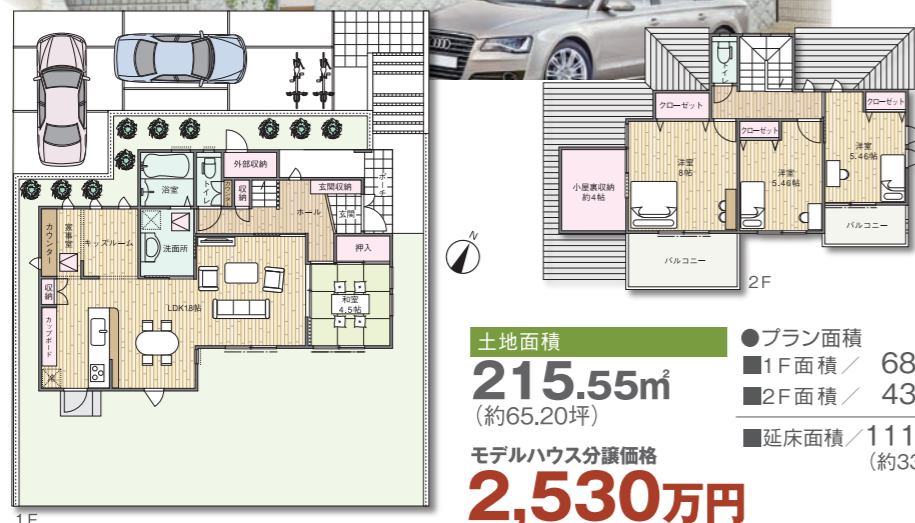 外部収納
浴室
トイレ
カウンター
収納
玄関収納
ポーチ
ホール
玄関
カウンター
家事室
キッズルーム
洗面所
押入
収納
LDK18帖
和室
4.5帖
カップボード
冷
1F
N
トイレ
クローゼット
クローゼット
クローゼット
洋室
5.46帖
洋室
8帖
洋室
5.46帖
小屋裏収納
約4帖
バルコニー
バルコニー
2F
土地面積
215.55㎡
(約65.20坪)
モデルハウス分譲価格
2,530万円
●プラン面積
■1F面積/ 68
■2F面積/ 43
■延床面積/111
(約33